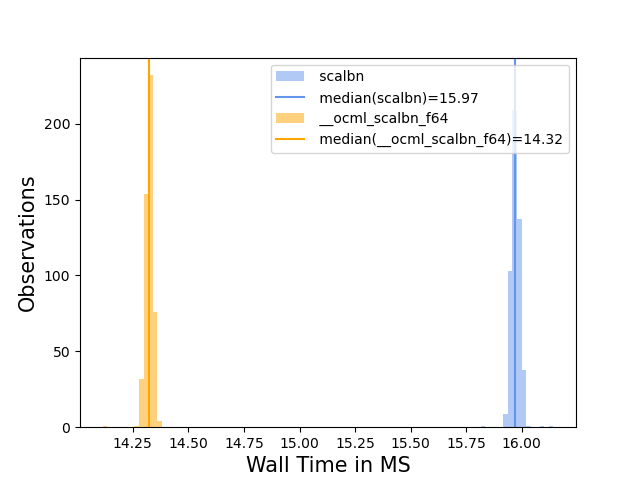 scalbn
median(scalbn)=15.97
__ocml_scalbn_f64
median(__ocml_scalbn_f64)=14.32
Observations
200
150
100
50
0
14.25 14.50 14.75 15.00 15.25 15.50 15.75 16.00
Wall Time in MS